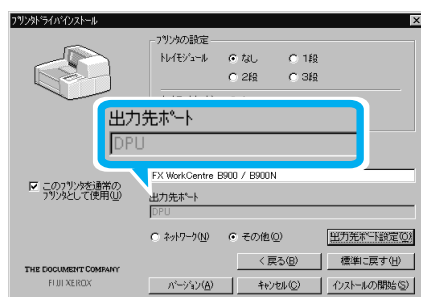 プリンタドライバインストール
プリンタの設定
トレイモジュール なし 1段
2段 3段
出力先ポート
DPU
FX WorkCentre B900 / B900N
このプリンタを通常の
プリンタとして使用(U)
出力先ポート
DPU
ネットワーク(N) その他(O)
出力先ポート設定(O)
< 戻る(B) 標準に戻す(H)
THE DOCUMENT COMPANY
FUJI XEROX
バージョン(A) キャンセル(C) インストールの開始(S)